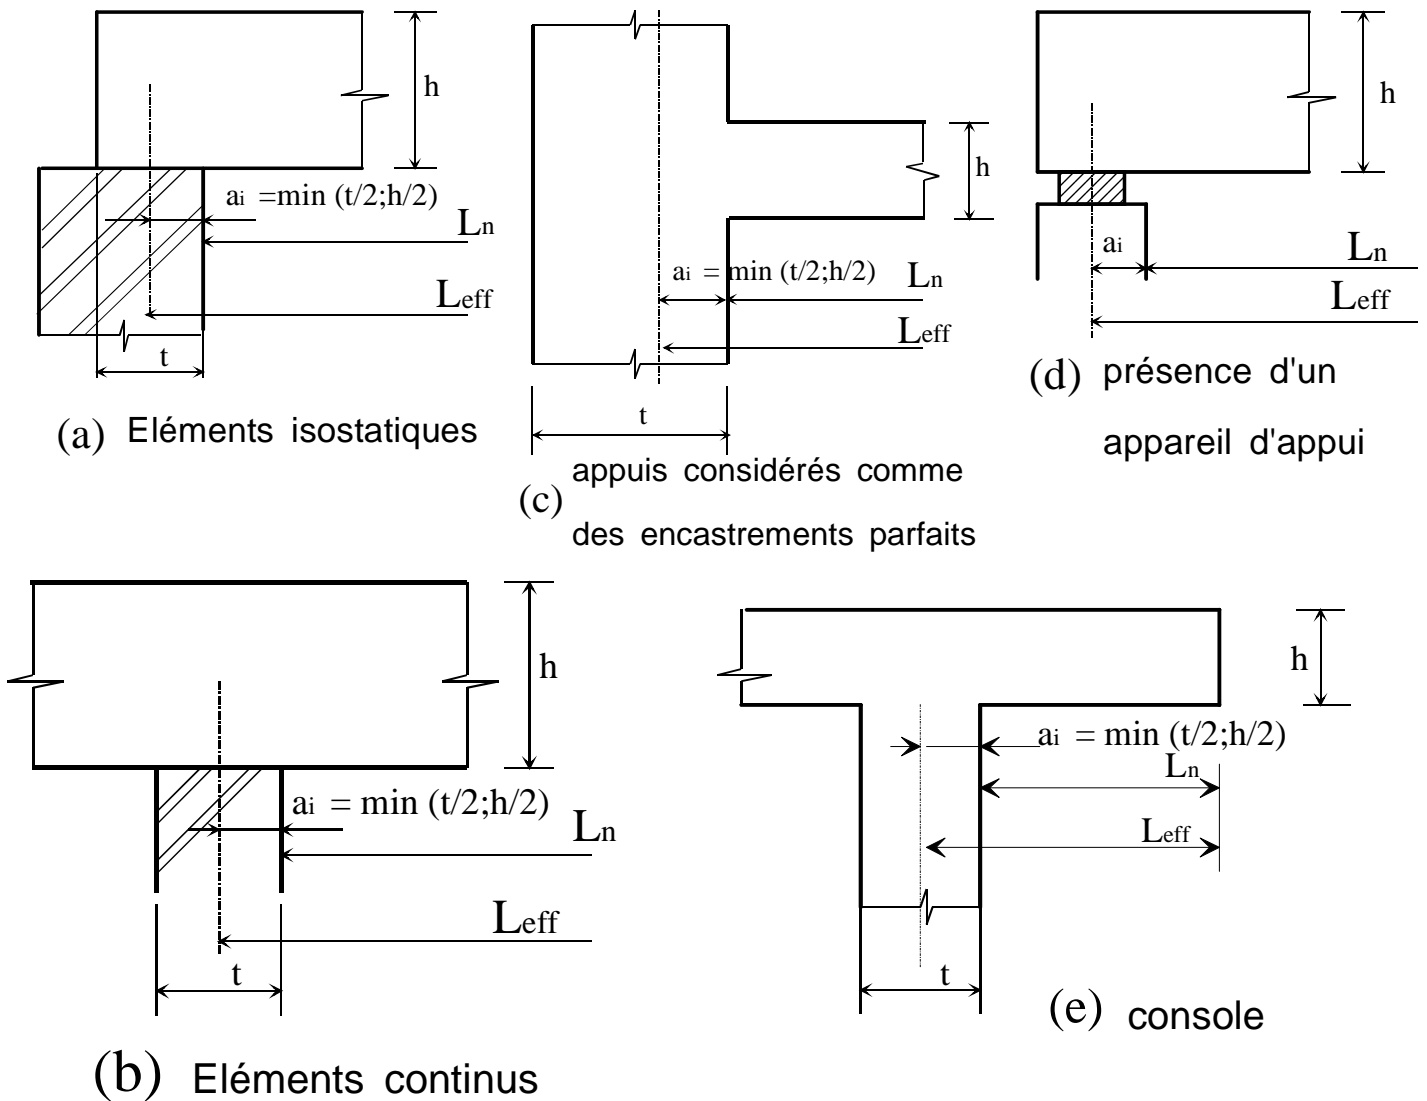 h
ai =min (t/2;h/2)
Ln
Leff
t
(a) Eléments isostatiques
h
ai = min (t/2;h/2)
Ln
Leff
t
(c) appuis considérés comme
des encastrements parfaits
h
ai
Ln
Leff
(d) présence d'un
appareil d'appui
h
ai = min (t/2;h/2)
Ln
Leff
t
(b) Eléments continus
h
ai = min (t/2;h/2)
Ln
Leff
t
(e) console